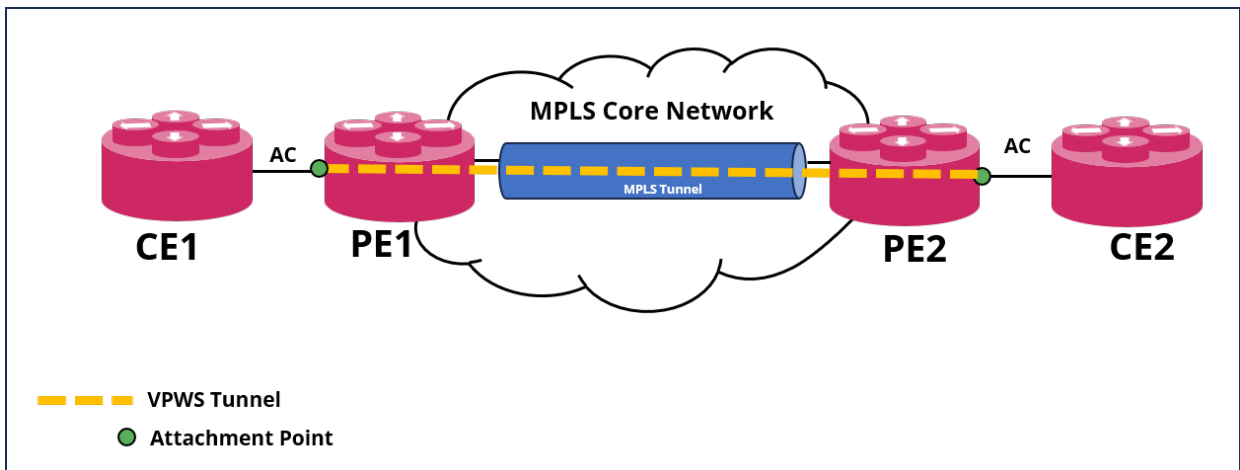 MPLS Core Network
AC
AC
MPLS Tunnel
CE1
PE1
PE2
CE2
VPWS Tunnel
Attachment Point